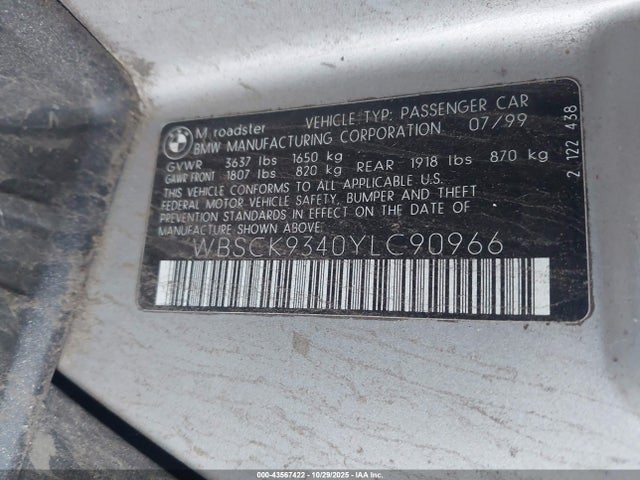 M roadster VEHICLE TYP: PASSENGER CAR
BMW MANUFACTURING CORPORATION 07/99
GVWR 3637 lbs 1650 kg
GAWR FRONT 1807 lbs 820 kg REAR 1918 lbs 870 kg
THIS VEHICLE CONFORMS TO ALL APPLICABLE U.S.
FEDERAL MOTOR VEHICLE SAFETY, BUMPER AND THEFT
PREVENTION STANDARDS IN EFFECT ON THE DATE OF
MANUFACTURE SHOWN ABOVE.
WBSCK9340YLC90966
2 122 438
000-43567422 - 10/29/2025 - IAA, Inc.